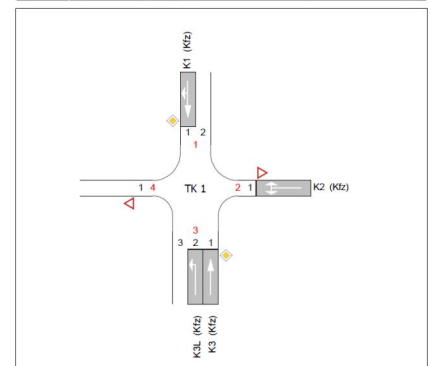 K1 (Kfz)
1 2
1
1 4
TK 1
2 1
K2 (Kfz)
3
3 2 1
K3L (Kfz)
K3 (Kfz)